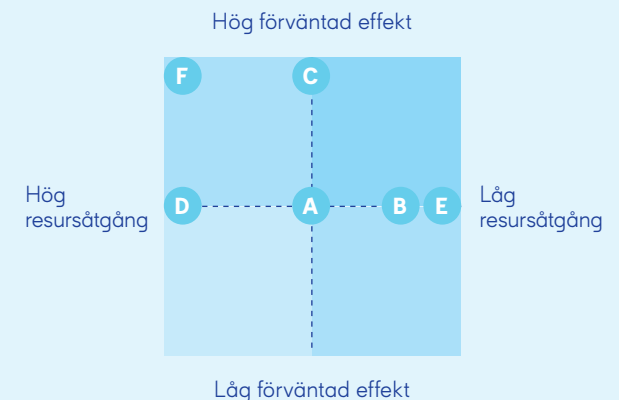 Hög förväntad effekt
F
C
Hög
resursåtgång
D
A
B
E
Låg
resursåtgång
Låg förväntad effekt